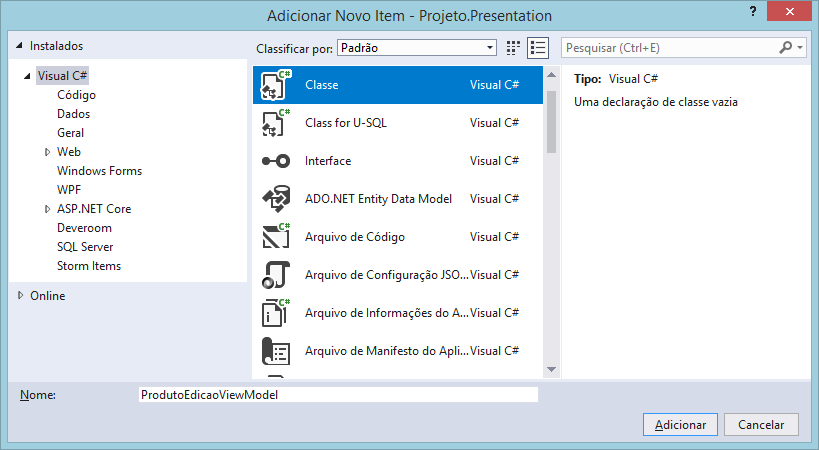 Adicionar Novo Item - Projeto.Presentation
?
Instalados
Visual C#
Código
Dados
Geral
Web
Windows Forms
WPF
ASP.NET Core
Deveroom
SQL Server
Storm Items
Online
Classificar por: Padrão
Pesquisar (Ctrl+E)
Classe Visual C#
Class for U-SQL Visual C#
Interface Visual C#
ADO.NET Entity Data Model Visual C#
Arquivo de Código Visual C#
Arquivo de Configuração JSO... Visual C#
Arquivo de Informações do A... Visual C#
Arquivo de Manifesto do Apli... Visual C#
Tipo: Visual C#
Uma declaração de classe vazia
Nome: ProdutoEdicaoViewModel
Adicionar
Cancelar